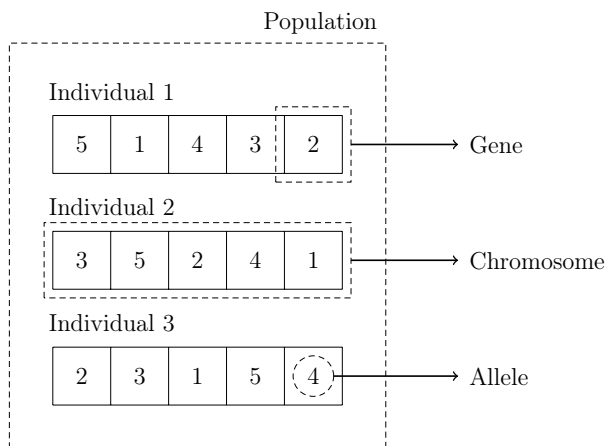 Population
Individual 1
5 1 4 3 2
Gene
Individual 2
3 5 2 4 1
Chromosome
Individual 3
2 3 1 5 4
Allele